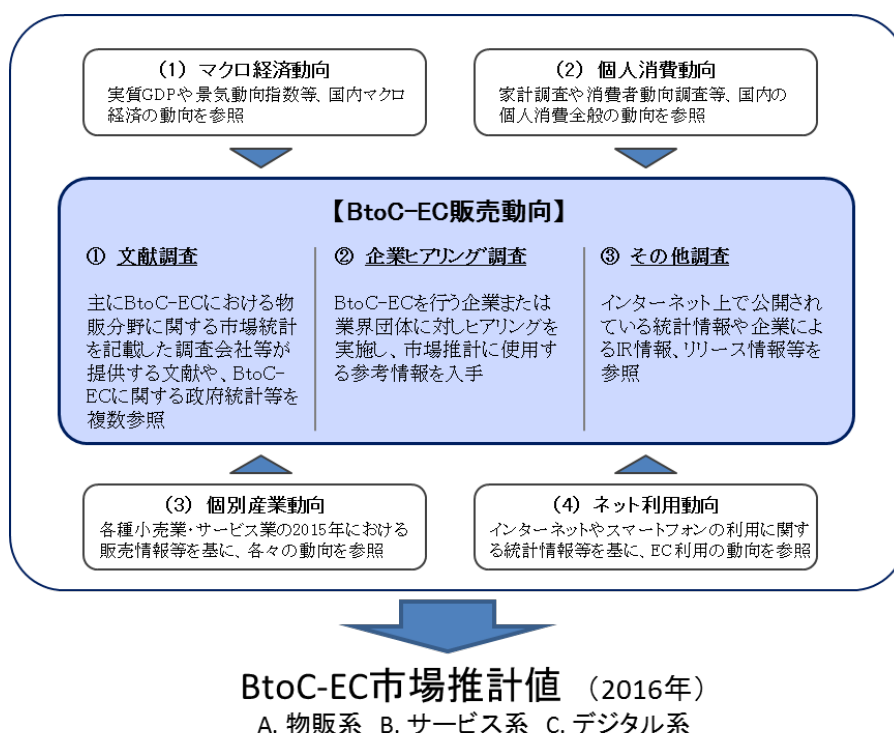 (1) マクロ経済動向
実質GDPや景気動向指数等、国内マクロ
経済の動向を参照
(2) 個人消費動向
家計調査や消費者動向調査等、国内の
個人消費全般の動向を参照
【BtoC-EC販売動向】
① 文献調査
主にBtoC-ECにおける物
販分野に関する市場統計
を記載した調査会社等が
提供する文献や、BtoC-
ECに関する政府統計等を
複数参照
② 企業ヒアリング調査
BtoC-ECを行う企業または
業界団体に対しヒアリングを
実施し、市場推計に使用す
る参考情報を入手
③ その他調査
インターネット上で公開され
ている統計情報や企業によ
るIR情報、リリース情報等を
参照
(3) 個別産業動向
各種小売業・サービス業の2015年における
販売情報等を基に、各々の動向を参照
(4) ネット利用動向
インターネットやスマートフォンの利用に関す
る統計情報等を基に、EC利用の動向を参照
BtoC-EC市場推計値 （2016年）
A. 物販系 B. サービス系 C. デジタル系